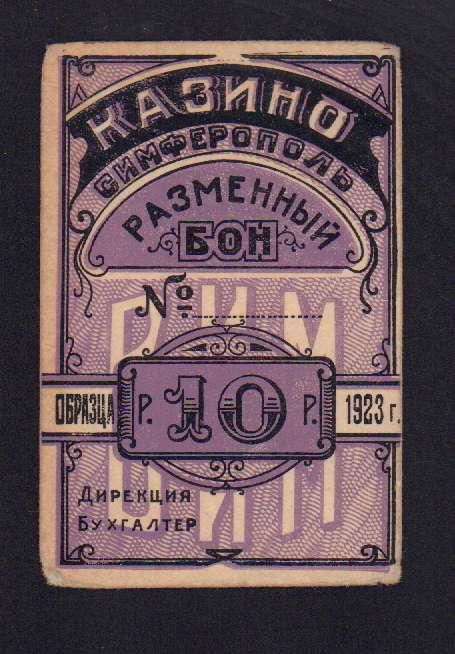 КАЗИНО
СИМФЕРОПОЛЬ
РАЗМЕННЫЙ
БОН
№
ОБРАЗЦА Р. 10 Р. 1923 г.
ДИРЕКЦИЯ
БУХГАЛТЕР